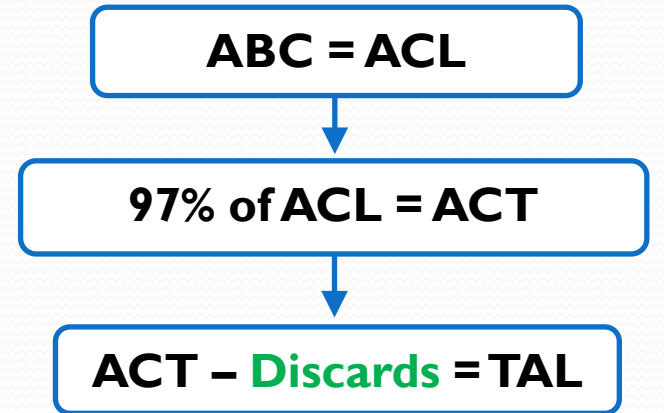 ABC = ACL
97% of ACL = ACT
ACT – Discards = TAL